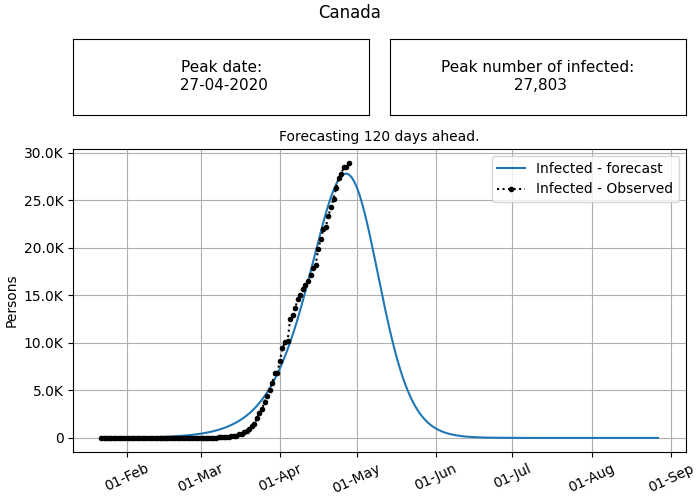 Canada
Peak date:
27-04-2020
Peak number of infected:
27,803
Forecasting 120 days ahead.
30.0K
25.0K
20.0K
15.0K
10.0K
5.0K
0
Persons
Infected - forecast
Infected - Observed
01-Feb
01-Mar
01-Apr
01-May
01-Jun
01-Jul
01-Aug
01-Sep